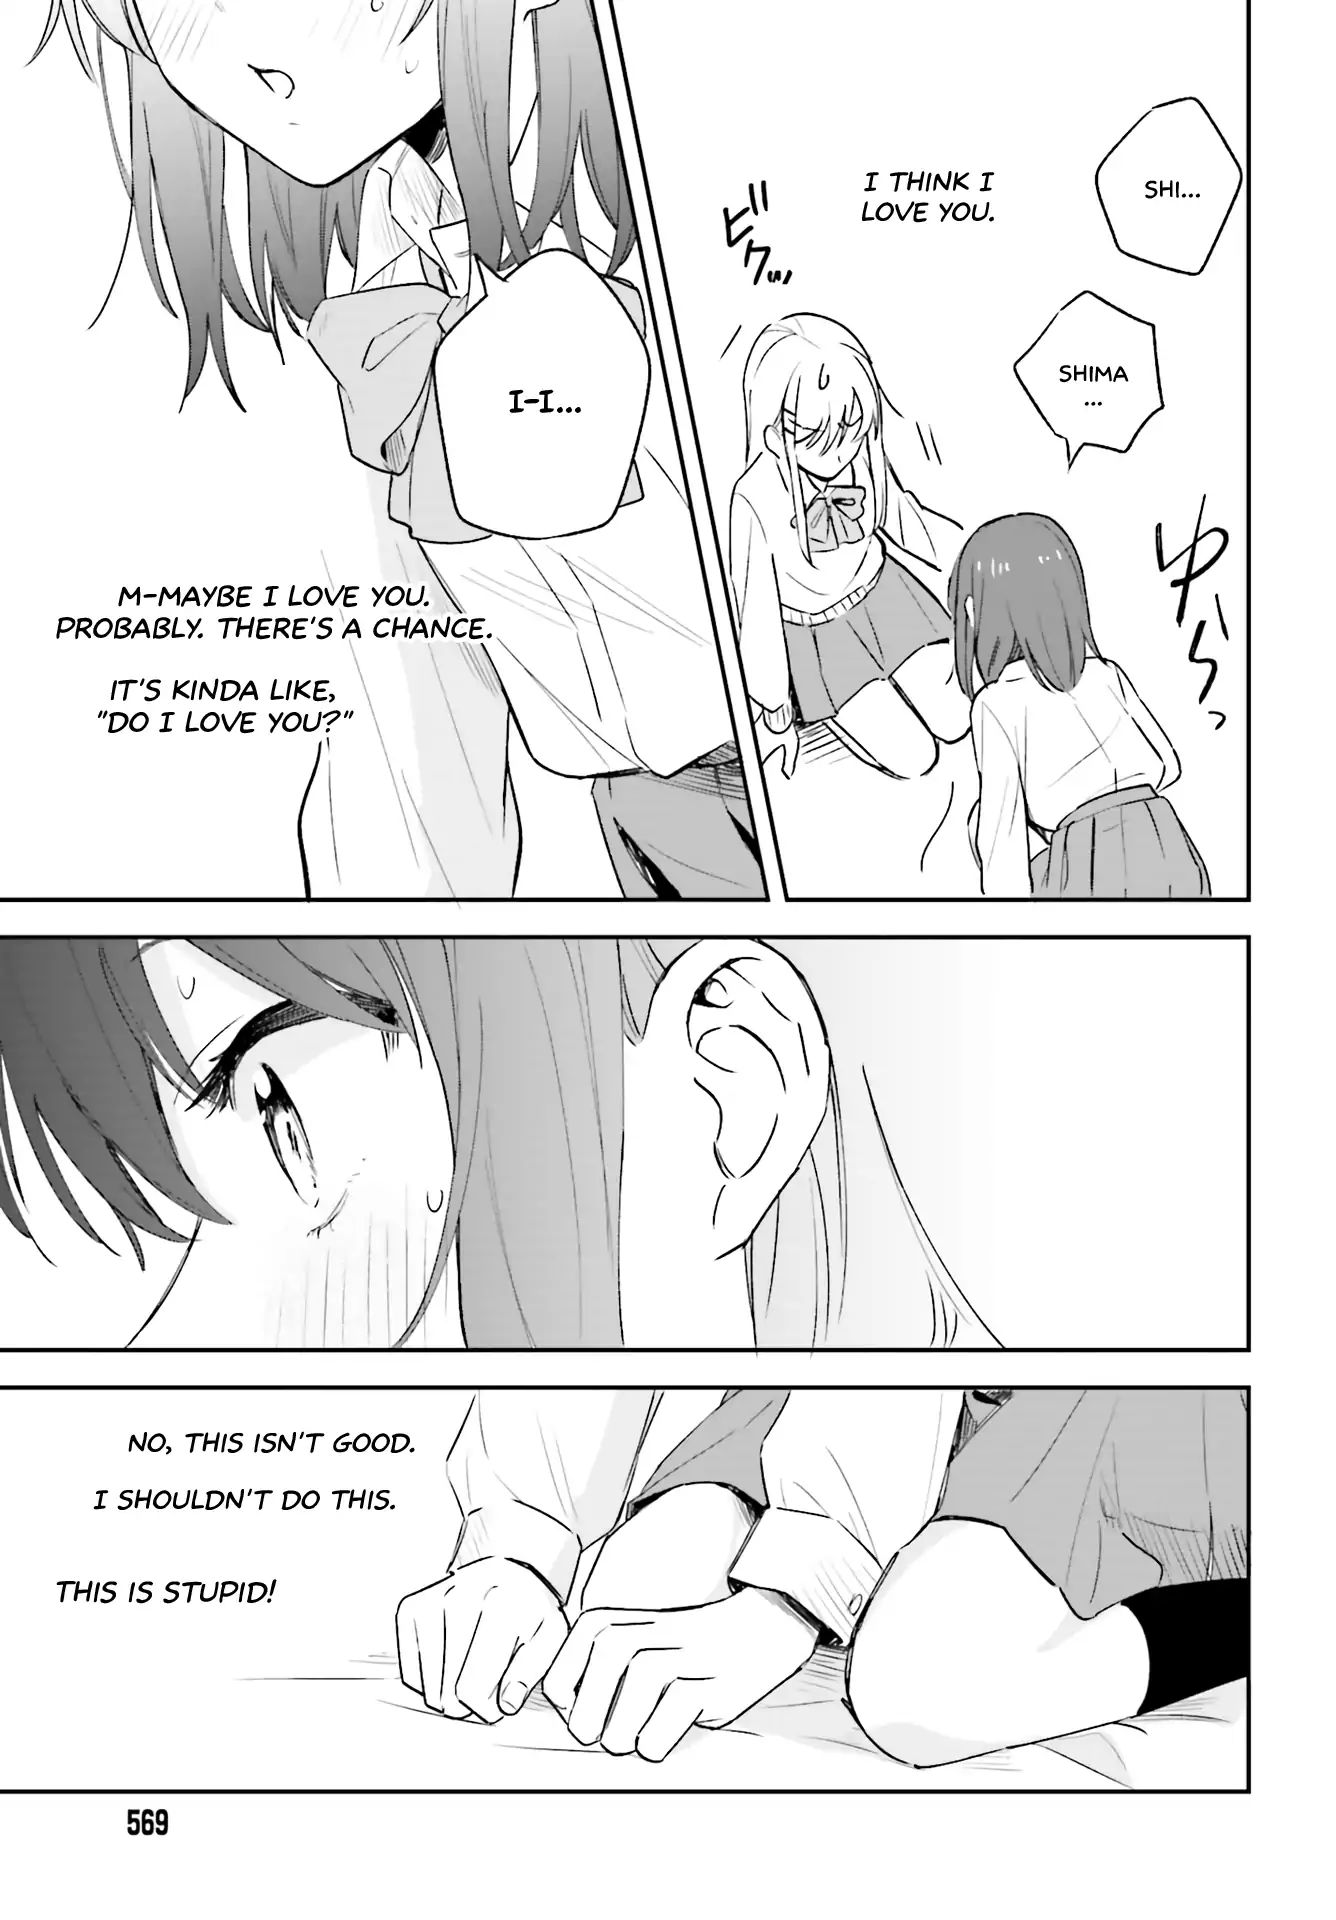 SHI...
I THINK I
LOVE YOU.
ビクッ
SHIMA
...
ゆらっ
I-I...
M-MAYBE I LOVE YOU.
PROBABLY. THERE'S A CHANCE.
IT'S KINDA LIKE,
"DO I LOVE YOU?"
NO, THIS ISN'T GOOD.
I SHOULDN'T DO THIS.
THIS IS STUPID!
569